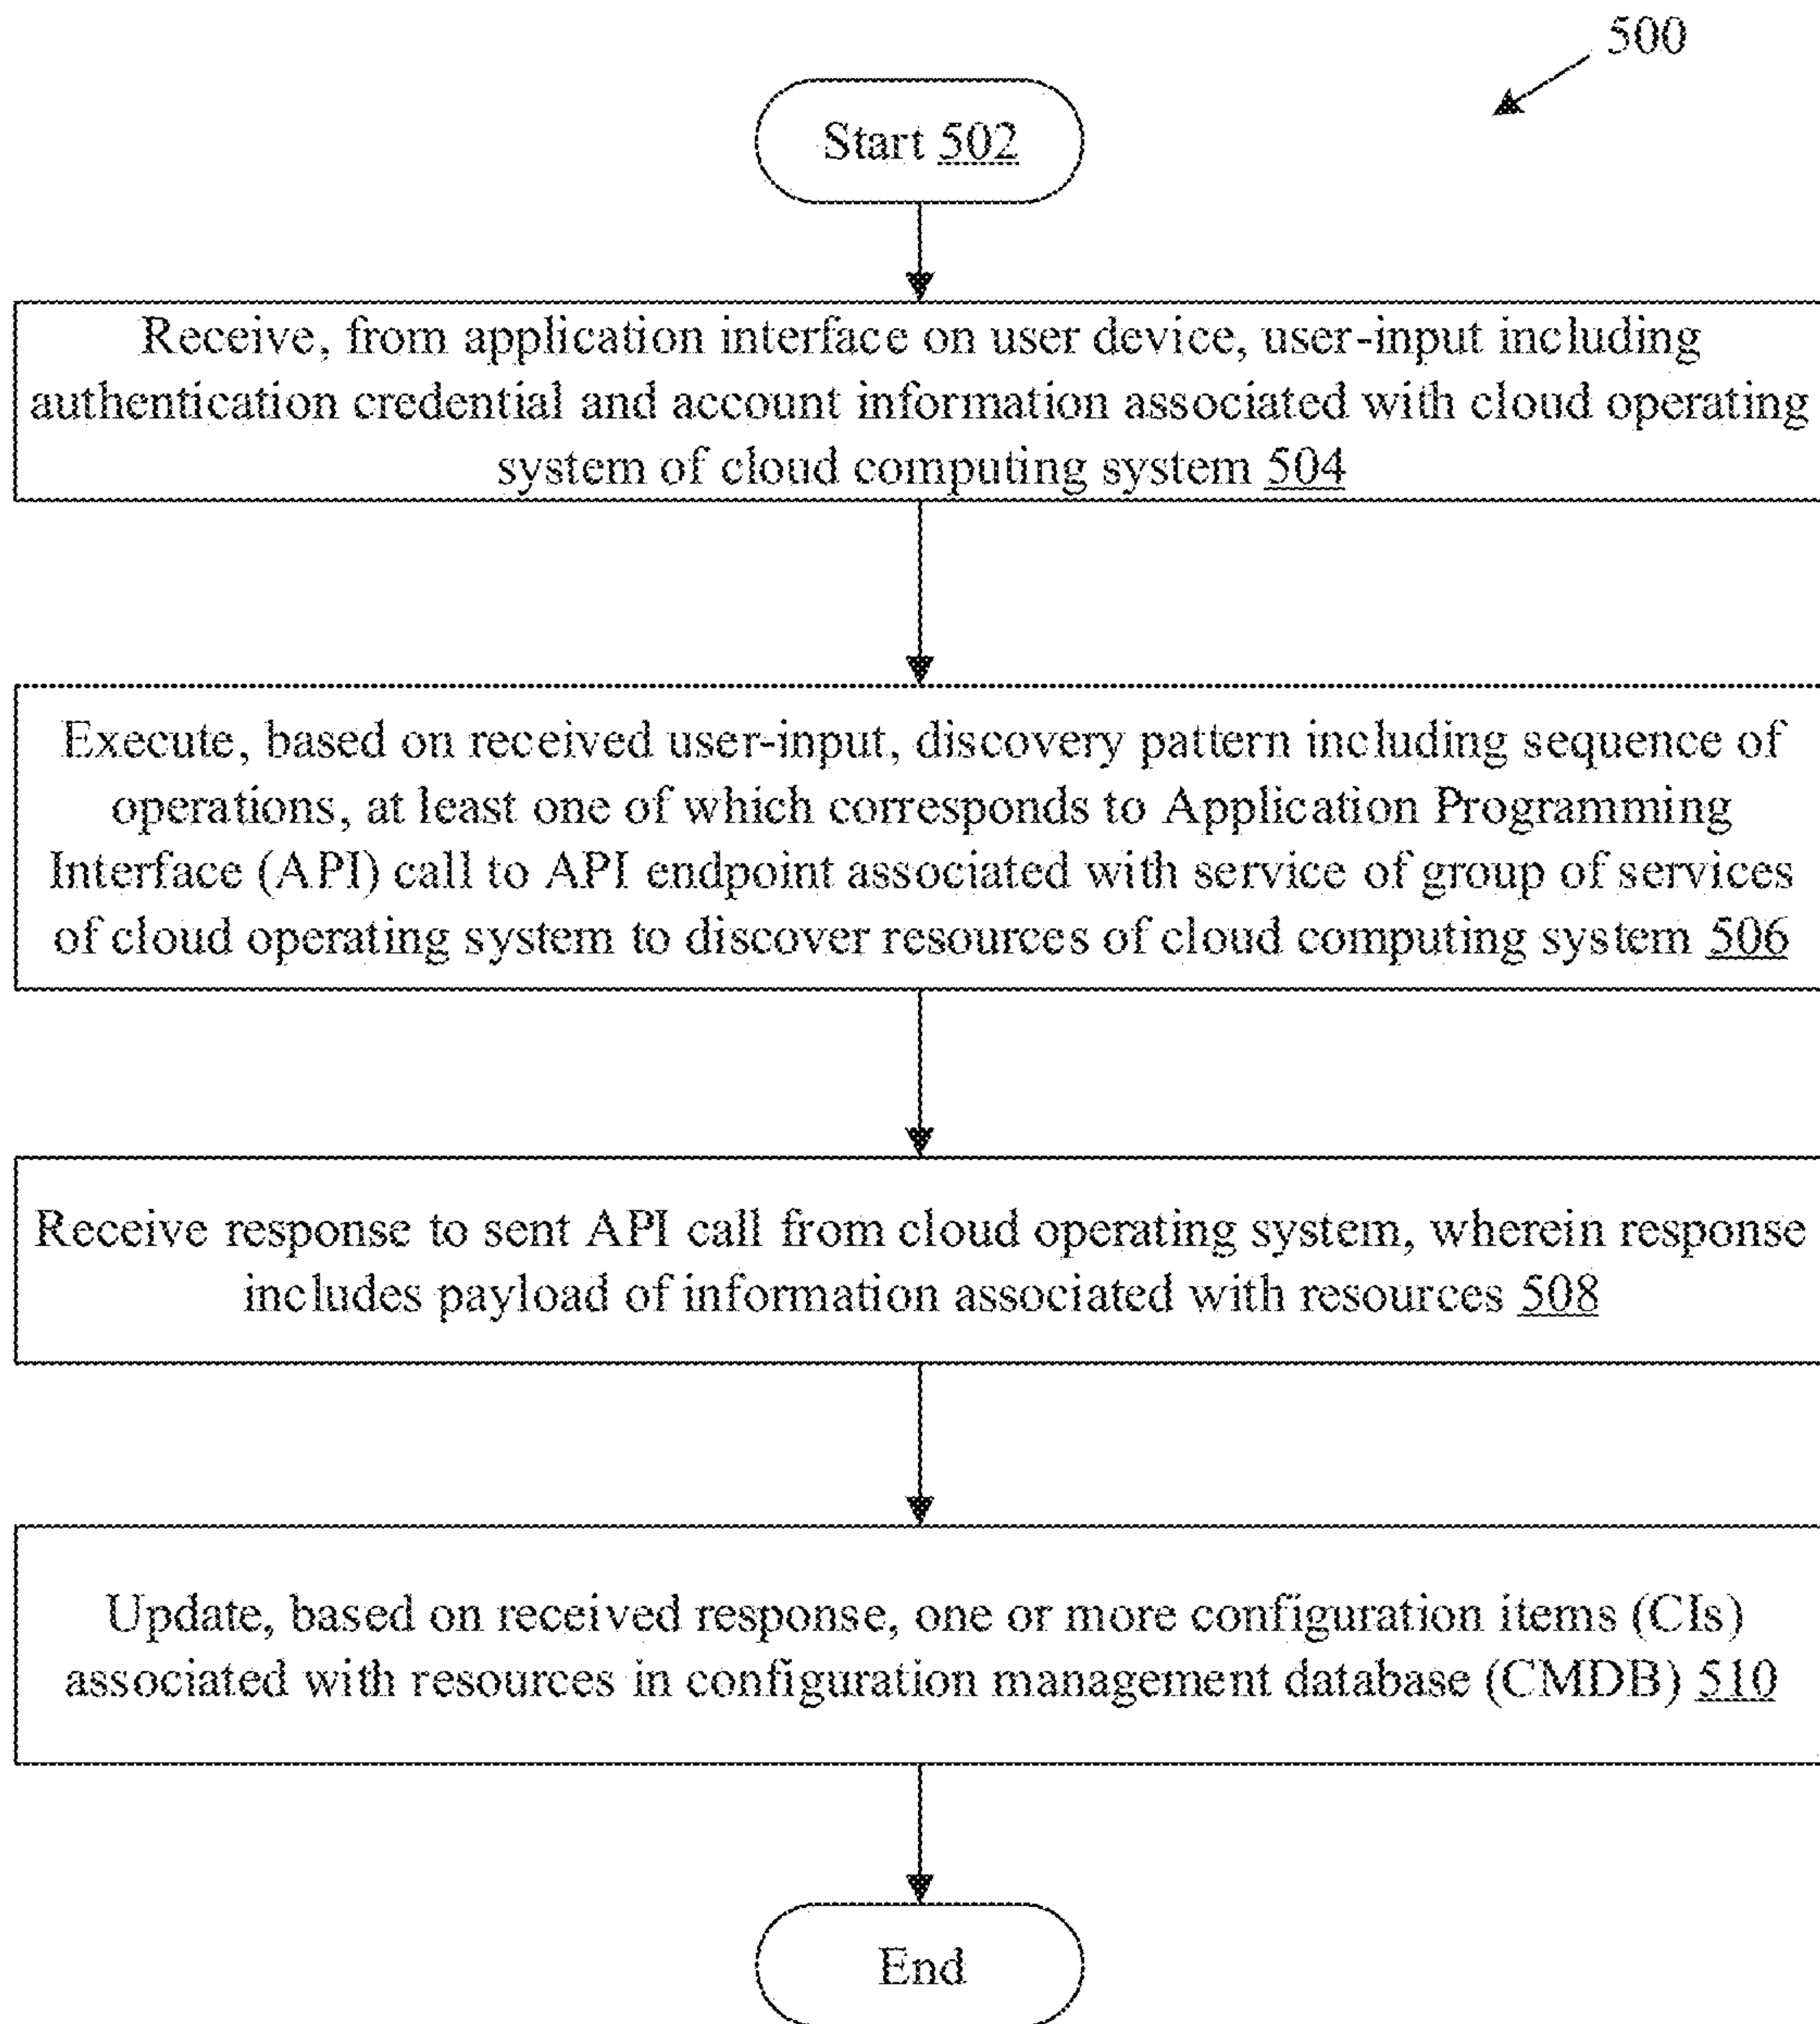 500
Start 502
Receive, from application interface on user device, user-input including
authentication credential and account information associated with cloud operating
system of cloud computing system 504
Execute, based on received user-input, discovery pattern including sequence of
operations, at least one of which corresponds to Application Programming
Interface (API) call to API endpoint associated with service of group of services
of cloud operating system to discover resources of cloud computing system 506
Receive response to sent API call from cloud operating system, wherein response
includes payload of information associated with resources 508
Update, based on received response, one or more configuration items (CIs)
associated with resources in configuration management database (CMDB) 510
End